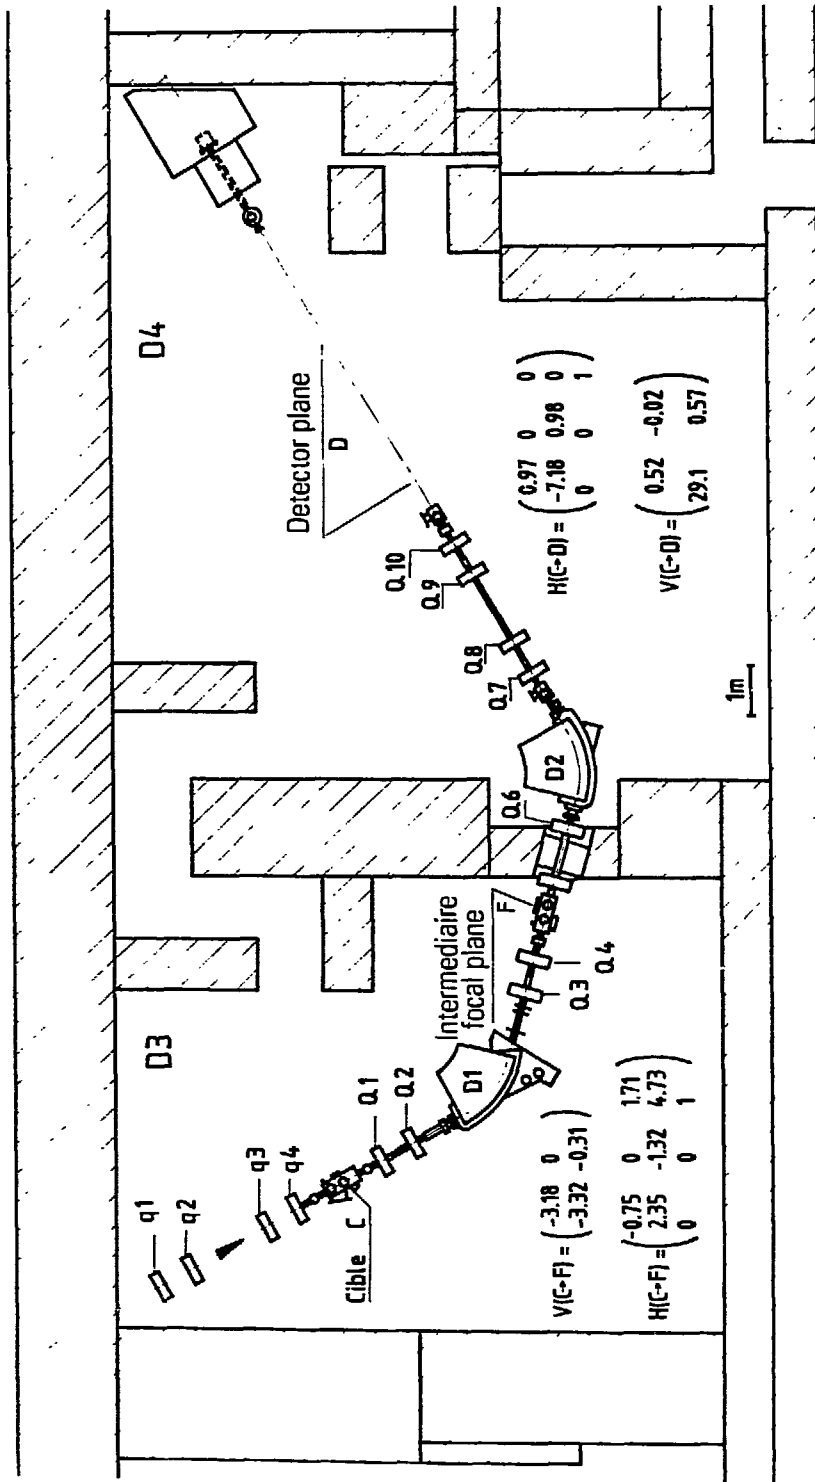 D3
D4
q1
q2
q3
q4
Cible C
Q.1
Q.2
D1
Intermediaire
focal plane
F
Q.3
Q.4
Q.6
D2
Q.7
Q.8
Q.9
Q.10
Detector plane
D
V(C→F) = ( -3.18 0
-3.32 -0.31 )
H(C→F) = ( -0.75 0 1.71
2.35 -1.32 4.73
0 0 1 )
H(C→D) = ( 0.97 0 0
-7.18 0.98 0
0 0 1 )
V(C→D) = ( 0.52 -0.02
29.1 0.57 )
1m